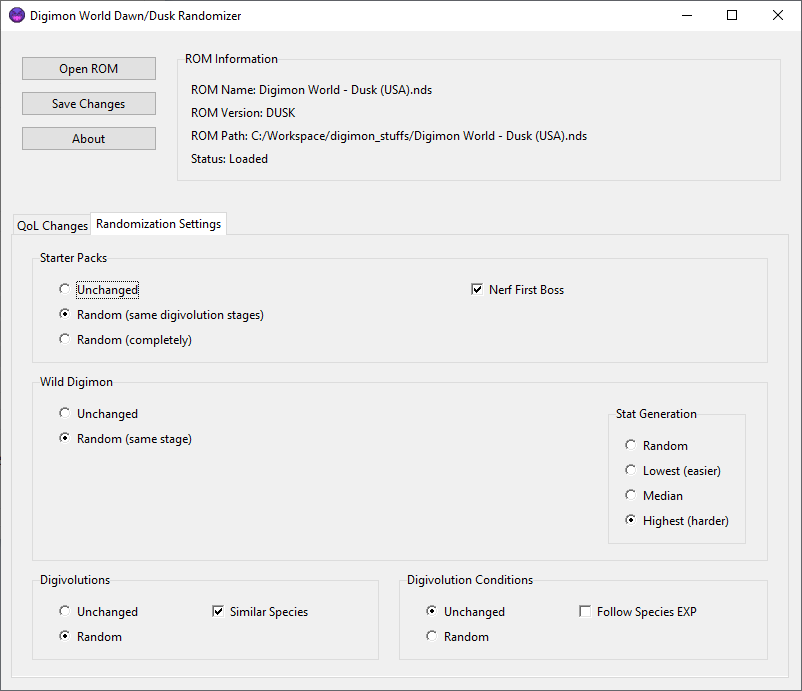 Digimon World Dawn/Dusk Randomizer
Open ROM
Save Changes
About
ROM Information
ROM Name: Digimon World - Dusk (USA).nds
ROM Version: DUSK
ROM Path: C:/Workspace/digimon_stuffs/Digimon World - Dusk (USA).nds
Status: Loaded
QoL Changes
Randomization Settings
Starter Packs
Unchanged
Random (same digivolution stages)
Random (completely)
Nerf First Boss
Wild Digimon
Unchanged
Random (same stage)
Stat Generation
Random
Lowest (easier)
Median
Highest (harder)
Digivolutions
Unchanged
Random
Similar Species
Digivolution Conditions
Unchanged
Random
Follow Species EXP